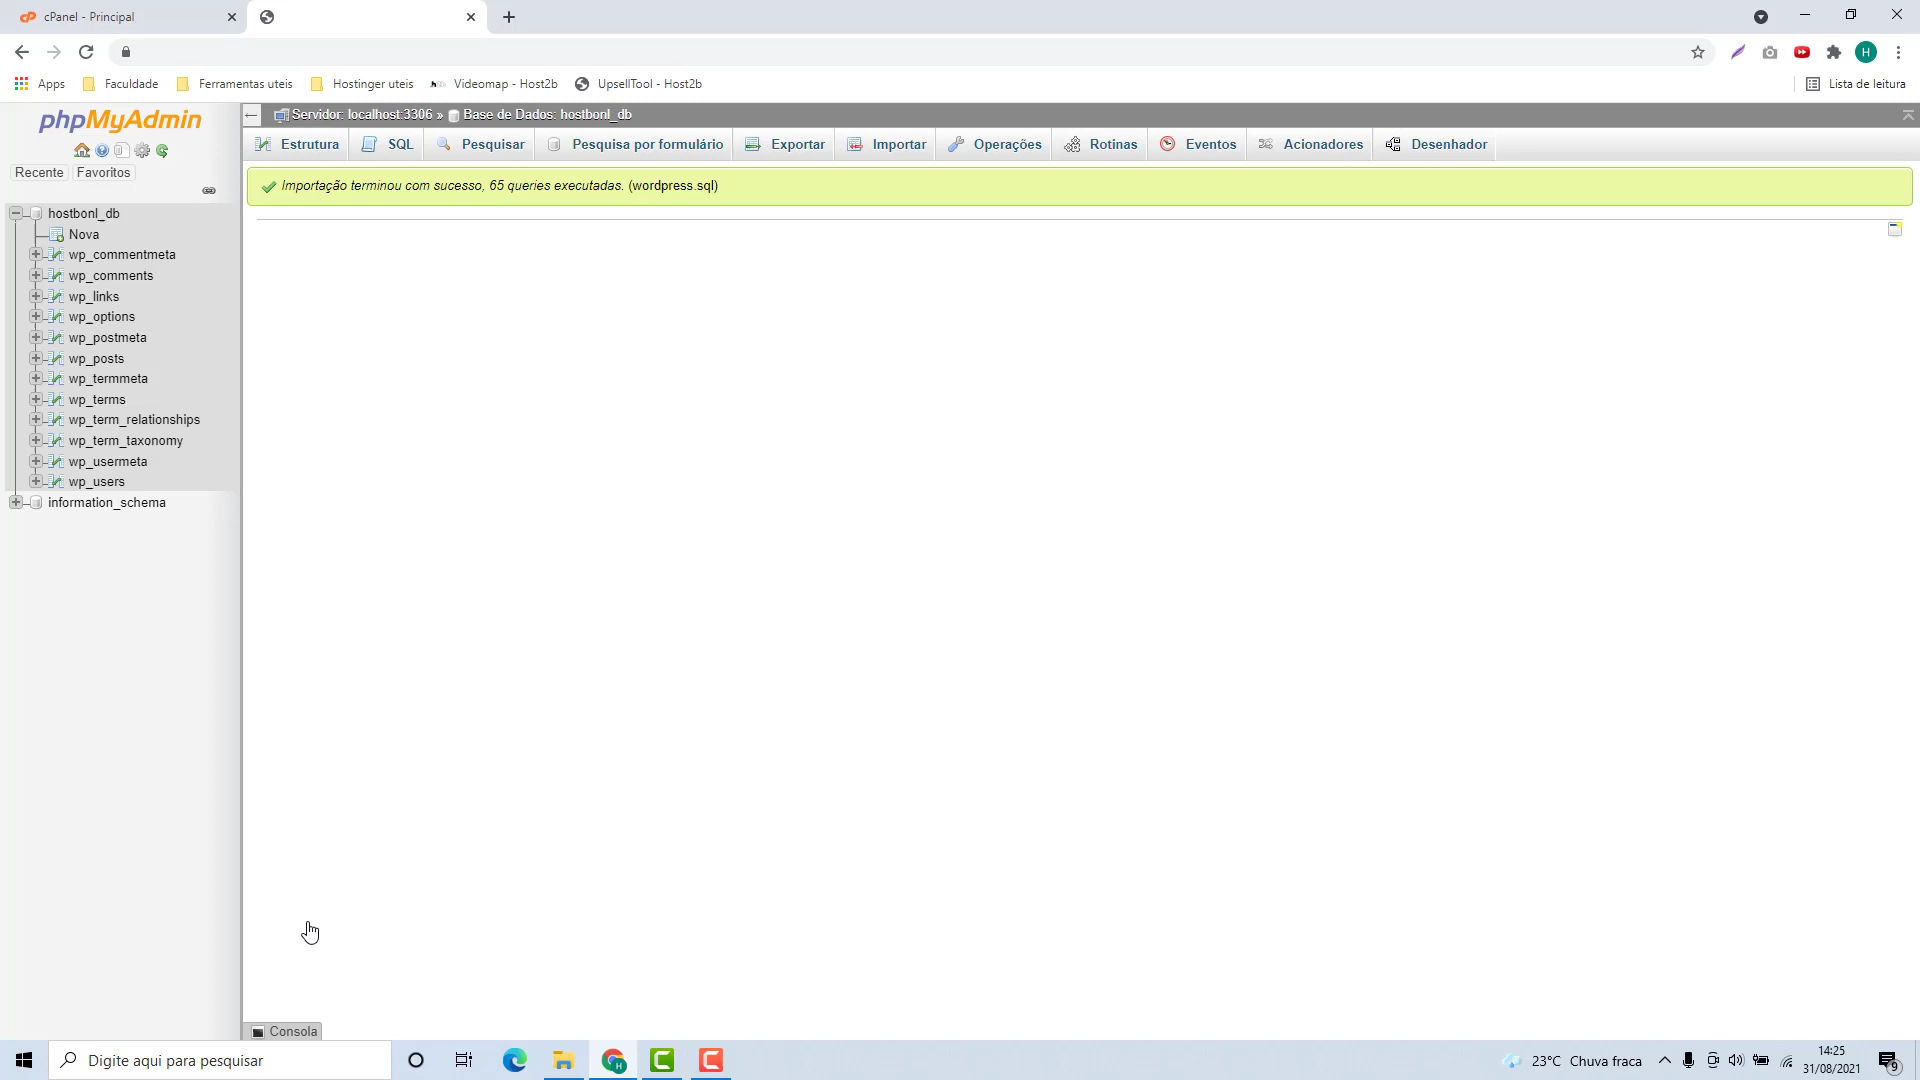 cPanel - Principal
Apps
Faculdade
Ferramentas uteis
Hostinger uteis
Videomap - Host2b
UpsellTool - Host2b
Lista de leitura
phpMyAdmin
Recente
Favoritos
hostbonl_db
Nova
wp_commentmeta
wp_comments
wp_links
wp_options
wp_postmeta
wp_posts
wp_termmeta
wp_terms
wp_term_relationships
wp_term_taxonomy
wp_usermeta
wp_users
information_schema
Servidor: localhost:3306 » Base de Dados: hostbonl_db
Estrutura
SQL
Pesquisar
Pesquisa por formulário
Exportar
Importar
Operações
Rotinas
Eventos
Acionadores
Desenhador
Importação terminou com sucesso, 65 queries executadas. (wordpress.sql)
Consola
Digite aqui para pesquisar
23°C Chuva fraca
14:25
31/08/2021
9